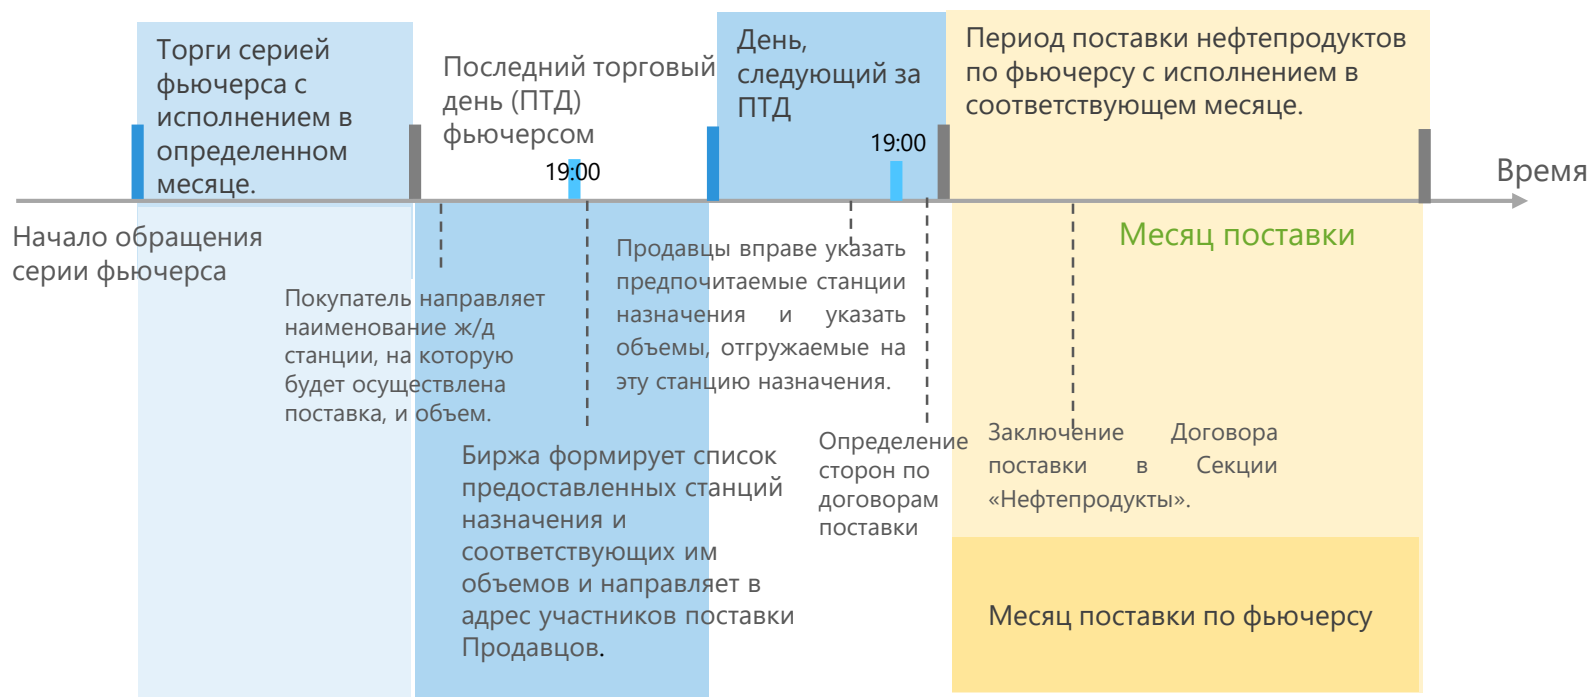 Торги серией
фьючерса с
исполнением в
определенном
месяце.
Последний торговый
день (ПТД)
фьючерсом
19:00
День,
следующий за
ПТД
19:00
Период поставки нефтепродуктов
по фьючерсу с исполнением в
соответствующем месяце.
Время
Начало обращения
серии фьючерса
Покупатель направляет
наименование ж/д
станции, на которую
будет осуществлена
поставка, и объем.
Биржа формирует список
предоставленных станций
назначения и
соответствующих им
объемов и направляет в
адрес участников поставки
Продавцов.
Продавцы вправе указать
предпочитаемые станции
назначения и указать
объемы, отгружаемые на
эту станцию назначения.
Определение
сторон по
договорам
поставки
Месяц поставки
Заключение Договора
поставки в Секции
«Нефтепродукты».
Месяц поставки по фьючерсу